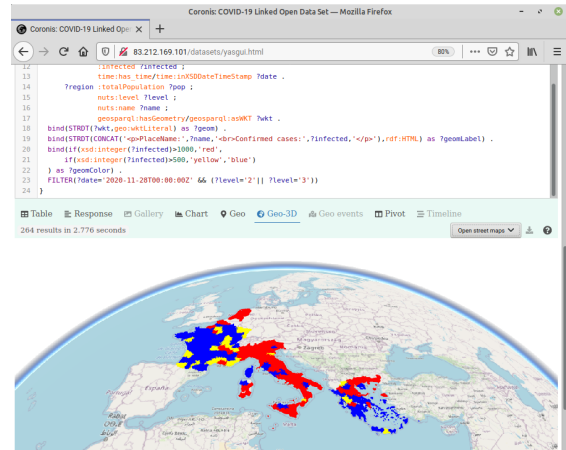 Coronis: COVID-19 Linked Open Data Set — Mozilla Firefox
Coronis: COVID-19 Linked Ope
83.212.169.101/datasets/yasgui.html
80%
12 :infected ?infected ;
13 time:has_time/time:inXSDDateTimeStamp ?date .
14 ?region :totalPopulation ?pop ;
15 nuts:level ?level ;
16 nuts:name ?name ;
17 geosparql:hasGeometry/geosparql:asWKT ?wkt .
18 bind(STRDT(?wkt,geo:wktLiteral) as ?geom) .
19 bind(STRDT(CONCAT('<p>PlaceName:',?name,'<br>Confirmed cases:',?infected,'</p>'),rdf:HTML) as ?geomLabel) .
20 bind(if(xsd:integer(?infected)>1000,'red',
21 if(xsd:integer(?infected)>500,'yellow','blue')
22 ) as ?geomColor) .
23 FILTER(?date='2020-11-28T00:00:00Z' && (?level='2'|| ?level='3'))
24 }
Table Response Gallery Chart Geo Geo-3D Geo events Pivot Timeline
264 results in 2.776 seconds
Open street maps
Zagreb
Portugal
España
Rabat
Malta